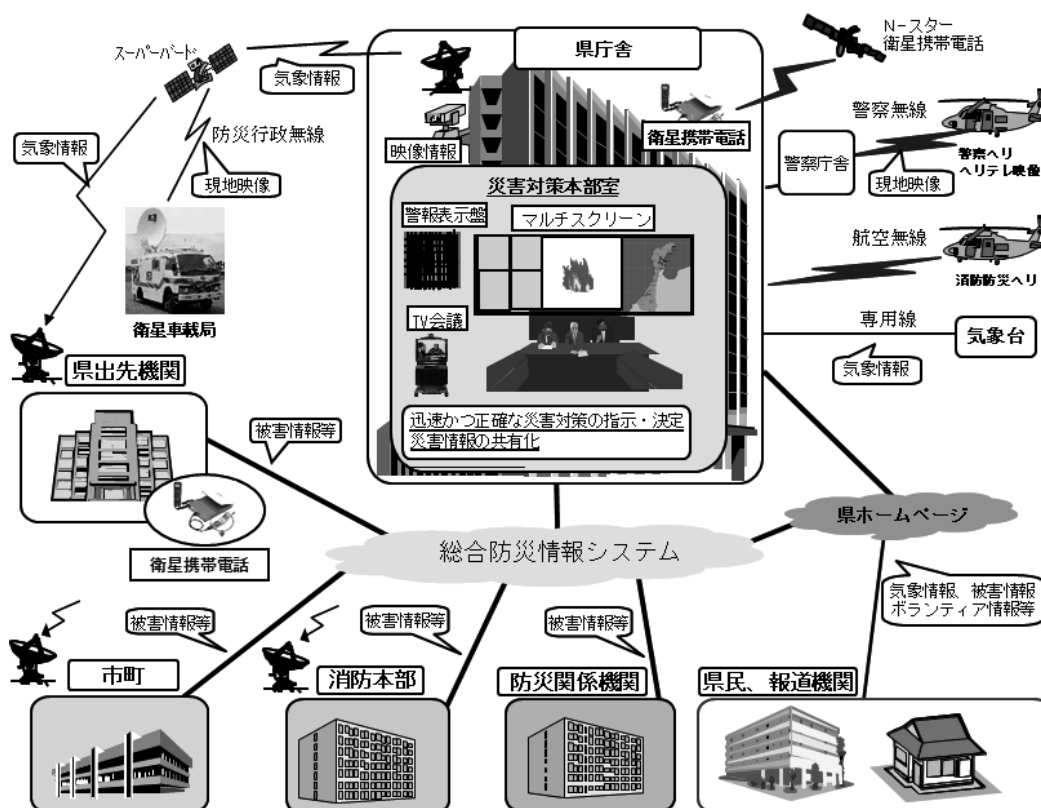 スーパーバード
気象情報
県庁舎
N-スター
衛星携帯電話
気象情報
防災行政無線
現地映像
衛星車載局
映像情報
衛星携帯電話
警察無線
警察庁舎
現地映像
警察ヘリ
ヘリテレ映像
災害対策本部室
警報表示盤
マルチスクリーン
TV会議
航空無線
消防防災ヘリ
専用線
気象台
気象情報
迅速かつ正確な災害対策の指示・決定
災害情報の共有化
県出先機関
被害情報等
衛星携帯電話
総合防災情報システム
県ホームページ
気象情報、被害情報
ボランティア情報等
被害情報等
被害情報等
被害情報等
市町
消防本部
防災関係機関
県民、報道機関